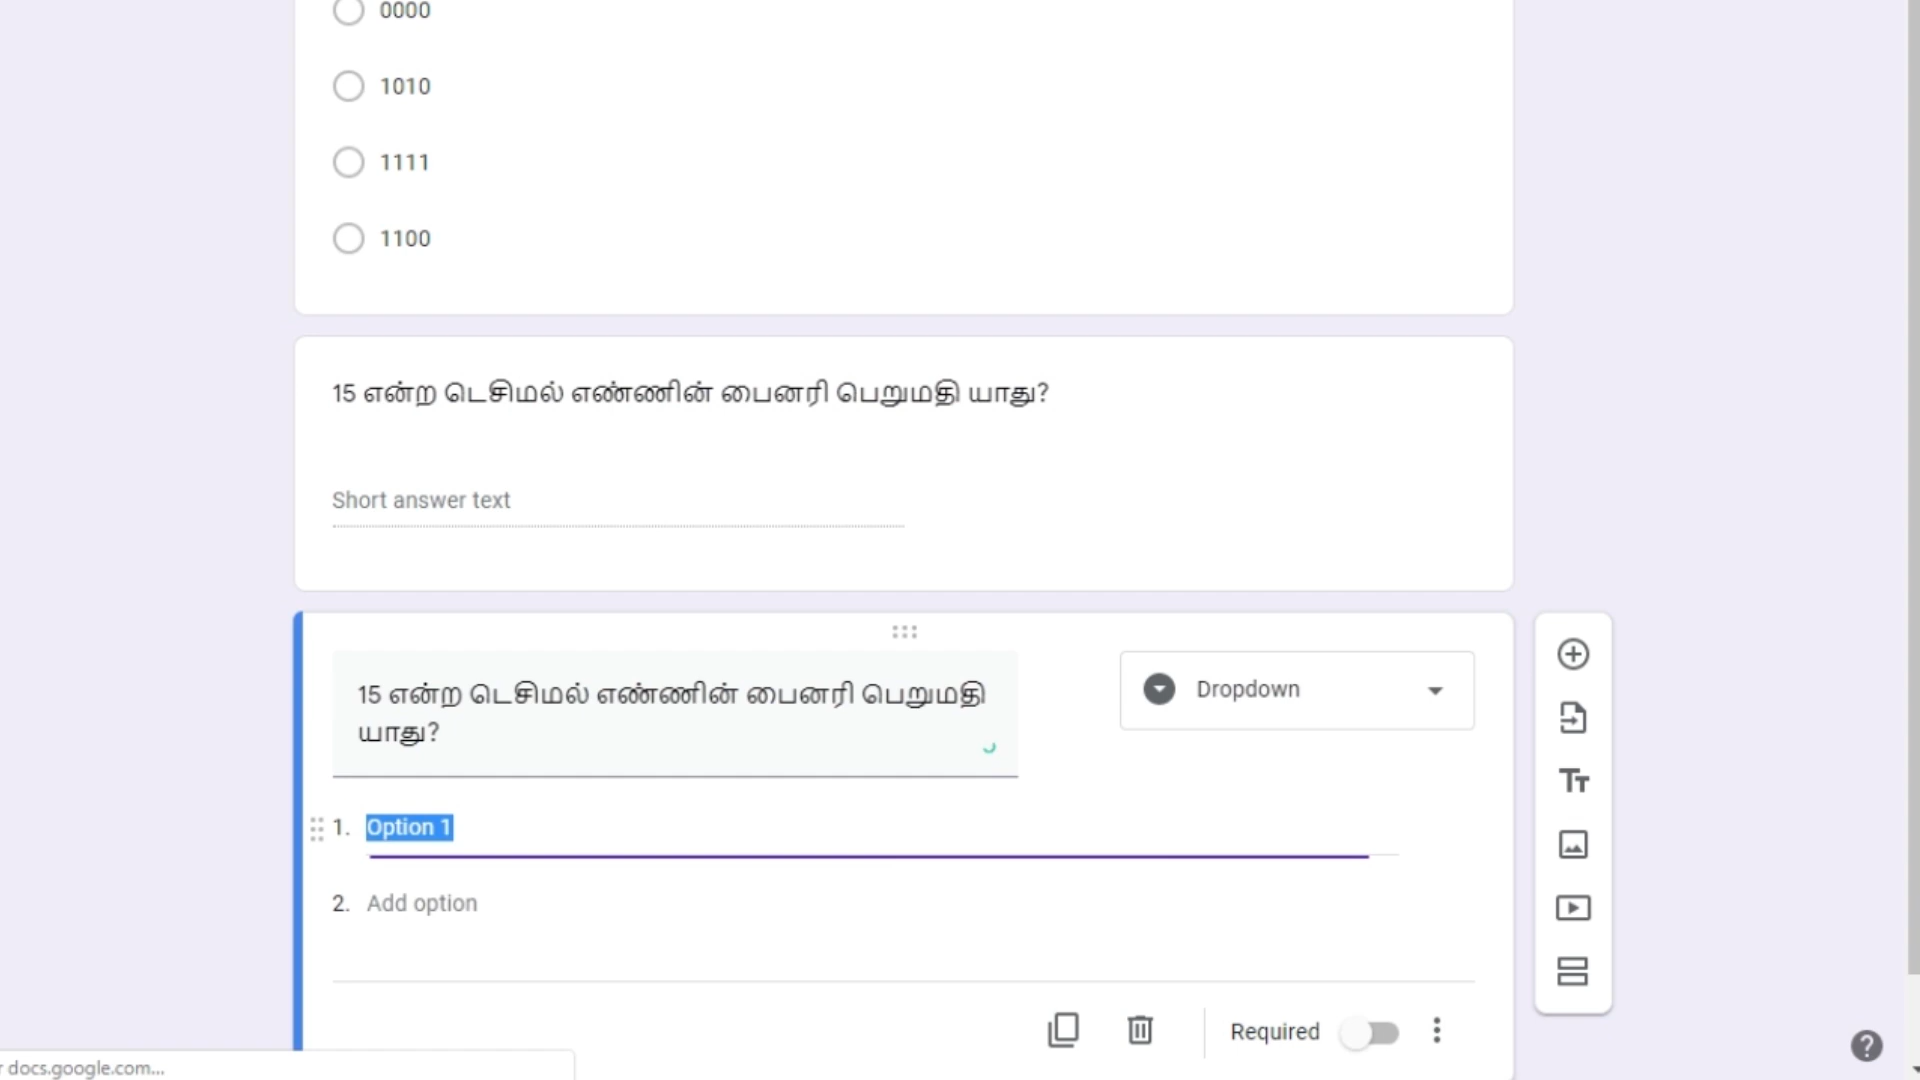 0000
1010
1111
1100
15 என்ற டெசிமல் எண்ணின் பைனரி பெறுமதி யாது?
Short answer text
15 என்ற டெசிமல் எண்ணின் பைனரி பெறுமதி
யாது?
Dropdown
1. Option 1
2. Add option
Required
docs.google.com...